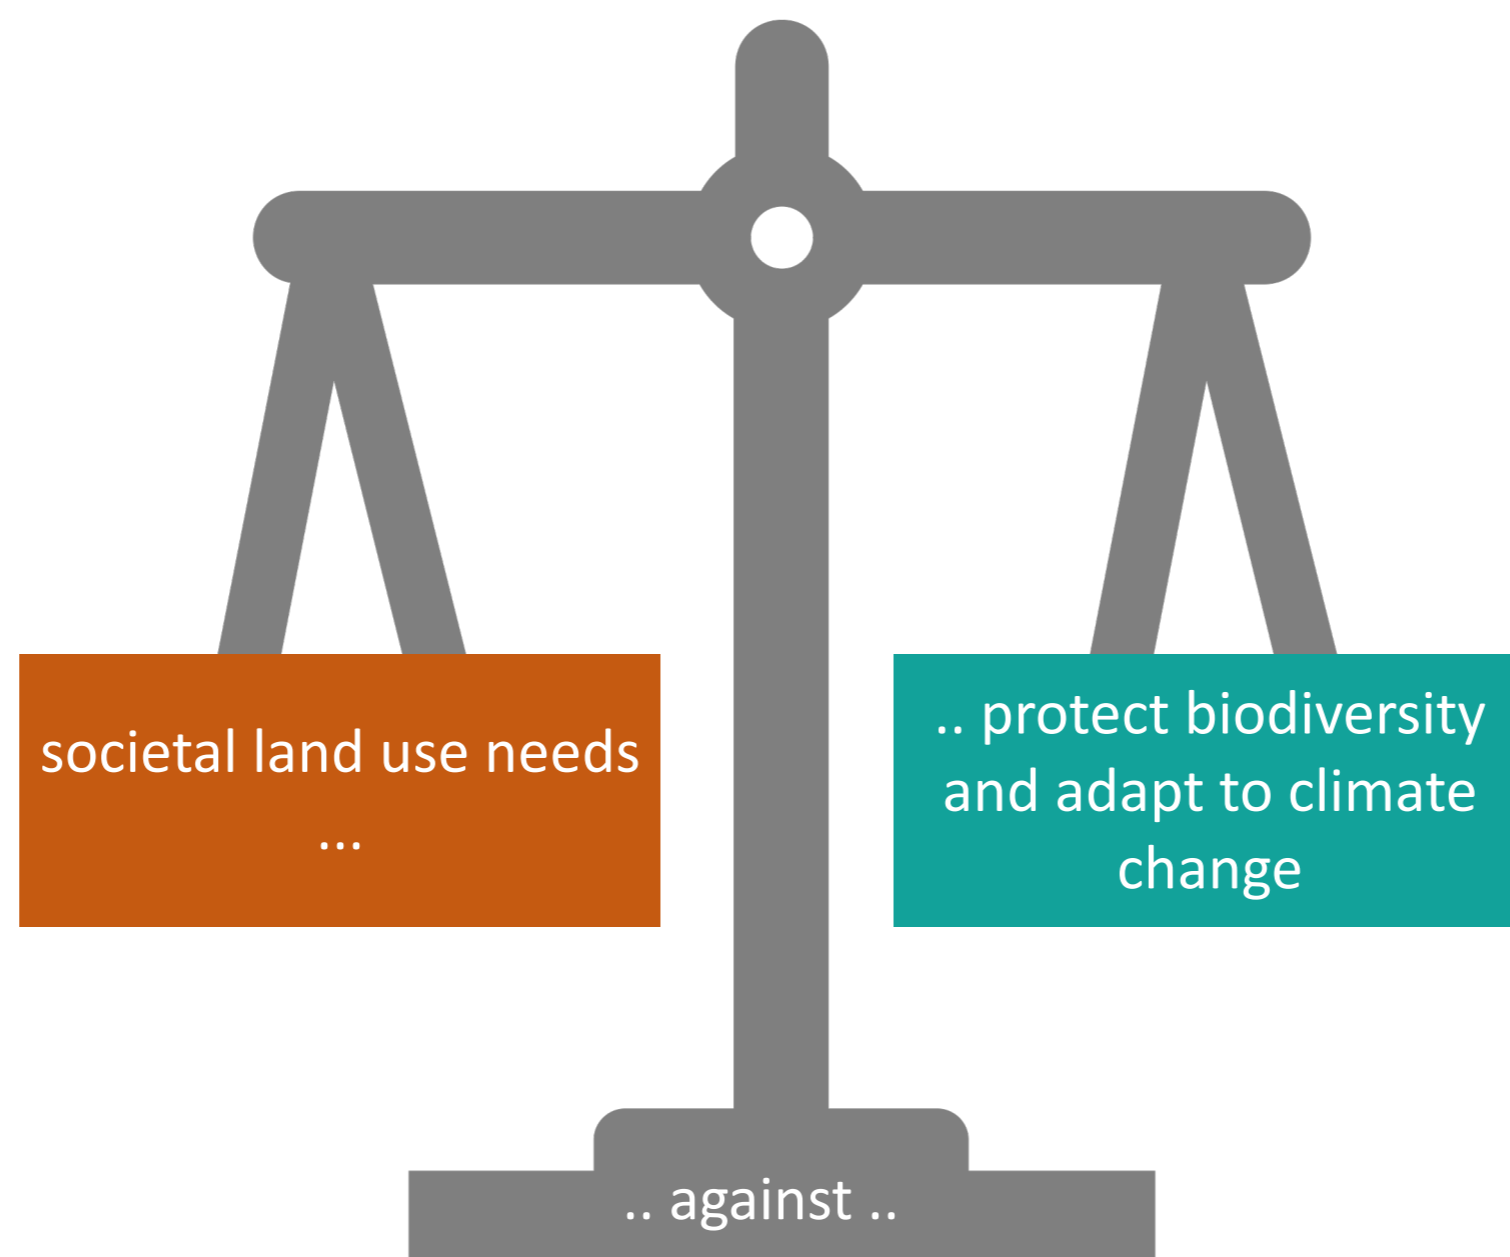 societal land use needs
...
.. against ..
.. protect biodiversity
and adapt to climate
change